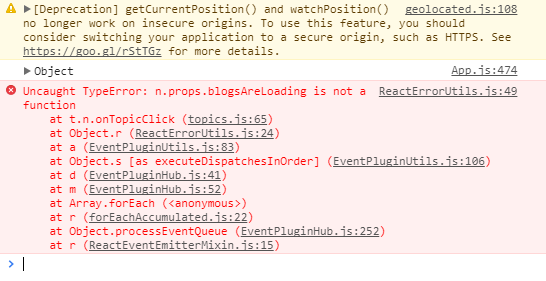 [Deprecation] getCurrentPosition() and watchPosition() geolocated.js:108
no longer work on insecure origins. To use this feature, you should
consider switching your application to a secure origin, such as HTTPS. See
https://goo.gl/rStTGz for more details.
Object App.js:474
Uncaught TypeError: n.props.blogsAreLoading is not a ReactErrorUtils.js:49
function
at t.n.onTopicClick (topics.js:65)
at Object.r (ReactErrorUtils.js:24)
at a (EventPluginUtils.js:83)
at Object.s [as executeDispatchesInOrder] (EventPluginUtils.js:106)
at d (EventPluginHub.js:41)
at m (EventPluginHub.js:52)
at Array.forEach (<anonymous>)
at r (forEachAccumulated.js:22)
at Object.processEventQueue (EventPluginHub.js:252)
at r (ReactEventEmitterMixin.js:15)